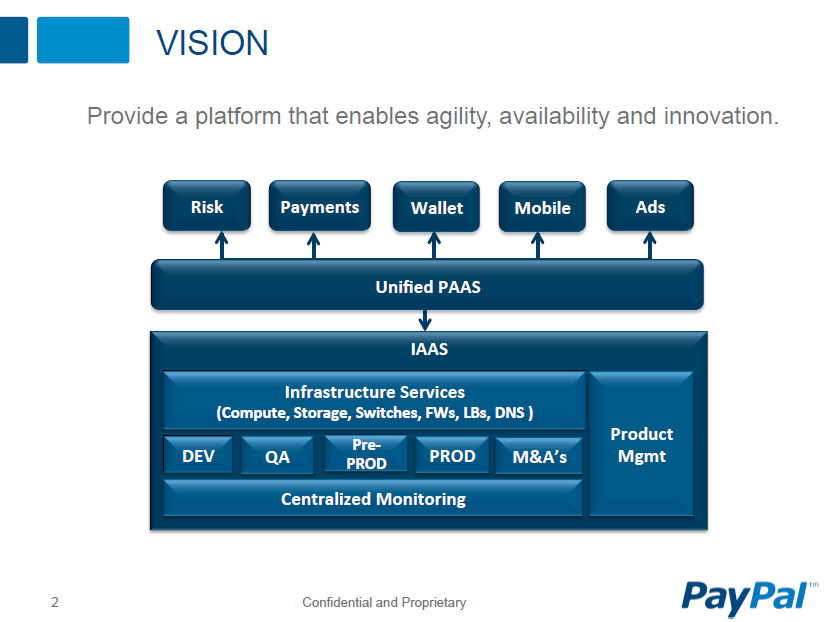 VISION
Provide a platform that enables agility, availability and innovation.
Risk
Payments
Wallet
Mobile
Ads
Unified PAAS
IAAS
Infrastructure Services
(Compute, Storage, Switches, FWs, LBs, DNS )
Product
Mgmt
DEV
QA
Pre-
PROD
PROD
M&A’s
Centralized Monitoring
2
Confidential and Proprietary
PayPal™